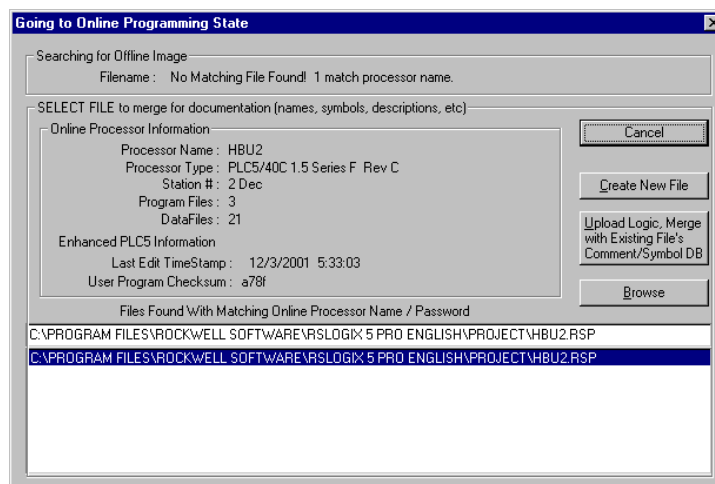 Going to Online Programming State
Searching for Offline Image
Filename : No Matching File Found! 1 match processor name.
SELECT FILE to merge for documentation (names, symbols, descriptions, etc)
Online Processor Information
Processor Name : HBU2
Processor Type : PLC5/40C 1.5 Series F Rev C
Station # : 2 Dec
Program Files : 3
DataFiles : 21
Enhanced PLC5 Information
Last Edit TimeStamp : 12/3/2001 5:33:03
User Program Checksum : a78f
Cancel
Create New File
Upload Logic, Merge
with Existing File's
Comment/Symbol DB
Browse
Files Found With Matching Online Processor Name / Password
C:\PROGRAM FILES\ROCKWELL SOFTWARE\RSLOGIX 5 PRO ENGLISH\PROJECT\HBU2.RSP
C:\PROGRAM FILES\ROCKWELL SOFTWARE\RSLOGIX 5 PRO ENGLISH\PROJECT\HBU2.RSP